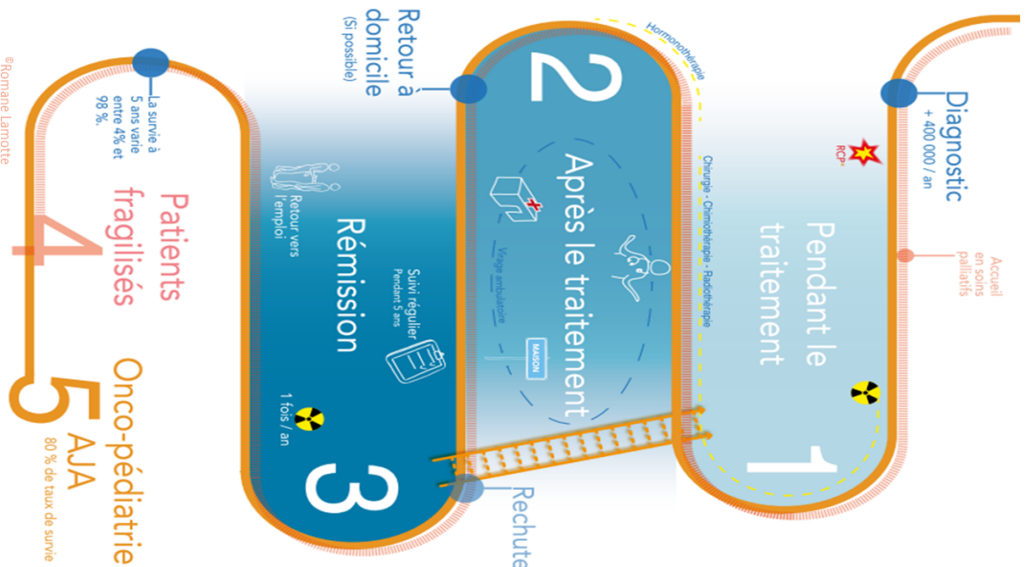 Diagnostic
+ 400 000 / an
RCP*
Accueil
en soins
palliatifs
Pendant le
traitement
1
Hormonothérapie
Chirurgie - Chimiothérapie - Radiothérapie
2
Après le traitement
Virage ambulatoire
MAISON
Retour à
domicile
(Si possible)
Rechute
Rémission
3
Suivi régulier
Pendant 5 ans
Retour vers
l'emploi
1 fois / an
La survie à
5 ans varie
entre 4% et
98 %.
Patients
fragilisés
4
Onco-pédiatrie
5
AJA
80 % de taux de survie
©Romane Lamotte